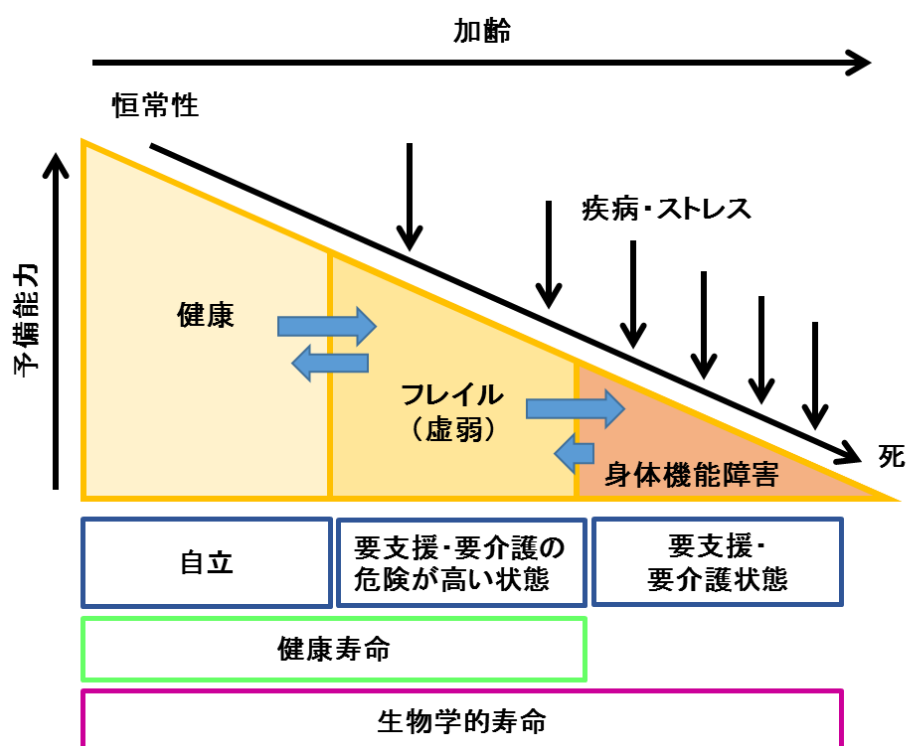 加齢
恒常性
疾病・ストレス
予備能力
健康
フレイル
（虚弱）
身体機能障害
死
自立
要支援・要介護の
危険が高い状態
要支援・
要介護状態
健康寿命
生物学的寿命